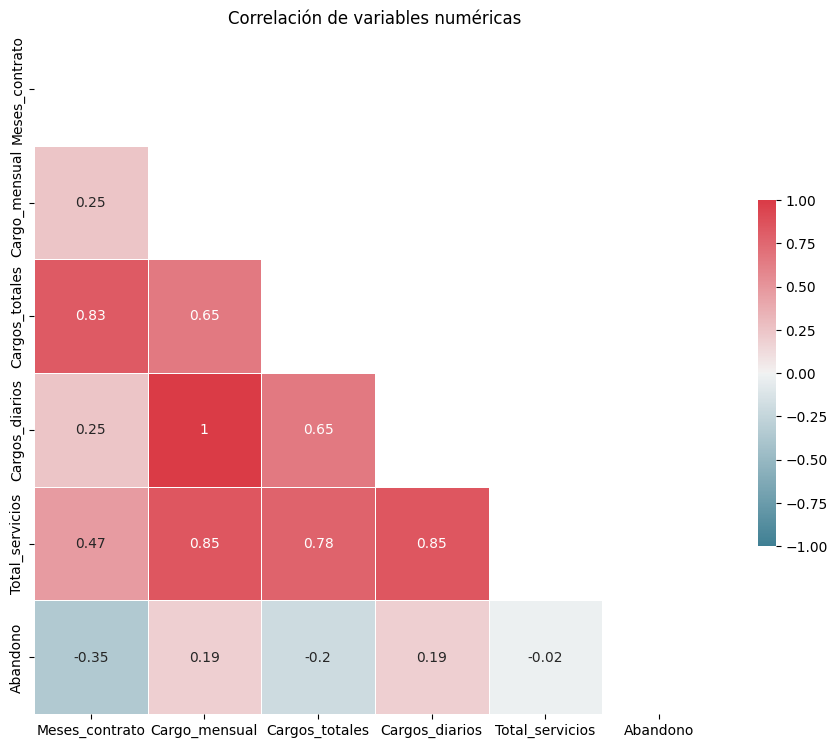 Correlación de variables numéricas
Meses_contrato
Cargo_mensual
0.25
Cargos_totales
0.83 0.65
Cargos_diarios
0.25 1 0.65
Total_servicios
0.47 0.85 0.78 0.85
Abandono
-0.35 0.19 -0.2 0.19 -0.02
Meses_contrato Cargo_mensual Cargos_totales Cargos_diarios Total_servicios Abandono
1.00
0.75
0.50
0.25
0.00
−0.25
−0.50
−0.75
−1.00